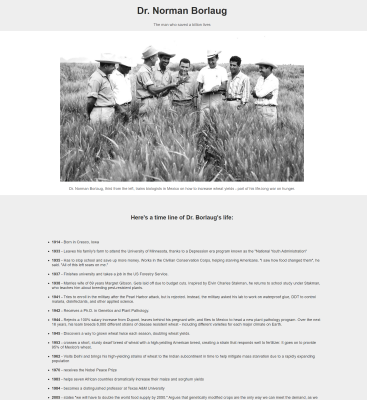 Dr. Norman Borlaug
The man who saved a billion lives
Dr. Norman Borlaug, third from the left, trains biologists in Mexico on how to increase wheat yields - part of his life-long war on hunger.
Here's a time line of Dr. Borlaug's life:
1914 - Born in Cresco, Iowa
1933 - Leaves his family's farm to attend the University of Minnesota, thanks to a Depression era program known as the "National Youth Administration"
1935 - Has to stop school and save up more money. Works in the Civilian Conservation Corps, helping starving Americans. "I saw how food changed them", he
said. "All of this left scars on me."
1937 - Finishes university and takes a job in the US Forestry Service
1938 - Marries wife of 69 years Margret Gibson. Gets laid off due to budget cuts. Inspired by Elvin Charles Stakman, he returns to school study under Stakman,
who teaches him about breeding pest-resistent plants.
1941 - Tries to enroll in the military after the Pearl Harbor attack, but is rejected. Instead, the military asked his lab to work on waterproof glue, DDT to control
malaria, disinfectants, and other applied science.
1942 - Receives a Ph.D. in Genetics and Plant Pathology
1944 - Rejects a 100% salary increase from Dupont, leaves behind his pregnant wife, and flies to Mexico to head a new plant pathology program. Over the next
16 years, his team breeds 6,000 different strains of disease resistent wheat - including different varieties for each major climate on Earth.
1945 - Discovers a way to grown wheat twice each season, doubling wheat yields
1953 - crosses a short, sturdy dwarf breed of wheat with a high-yeidling American breed, creating a strain that responds well to fertilizer. It goes on to provide
95% of Mexico's wheat.
1962 - Visits Delhi and brings his high-yielding strains of wheat to the Indian subcontinent in time to help mitigate mass starvation due to a rapidly expanding
population
1970 - receives the Nobel Peace Prize
1983 - helps seven African countries dramatically increase their maize and sorghum yields
1984 - becomes a distinguished professor at Texas A&M University
2005 - states "we will have to double the world food supply by 2050." Argues that genetically modified crops are the only way we can meet the demand, as we